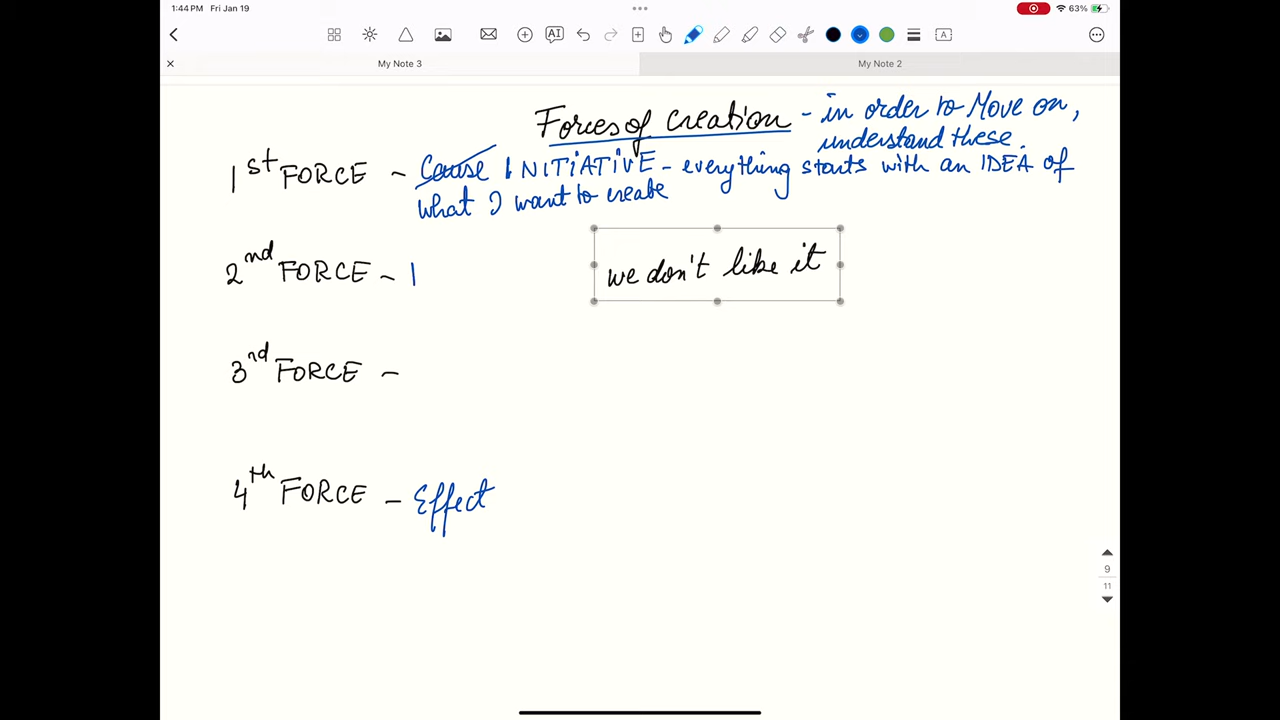 1:44 PM Fri Jan 19
63%
AI
A
My Note 3
My Note 2
Forces of Creation - in order to Move on,
understand these.
1st FORCE - Cause INITIATIVE - everything starts with an IDEA of
what I want to create
2nd FORCE - I
we don't like it
3rd FORCE -
4th FORCE - Effect
9
11